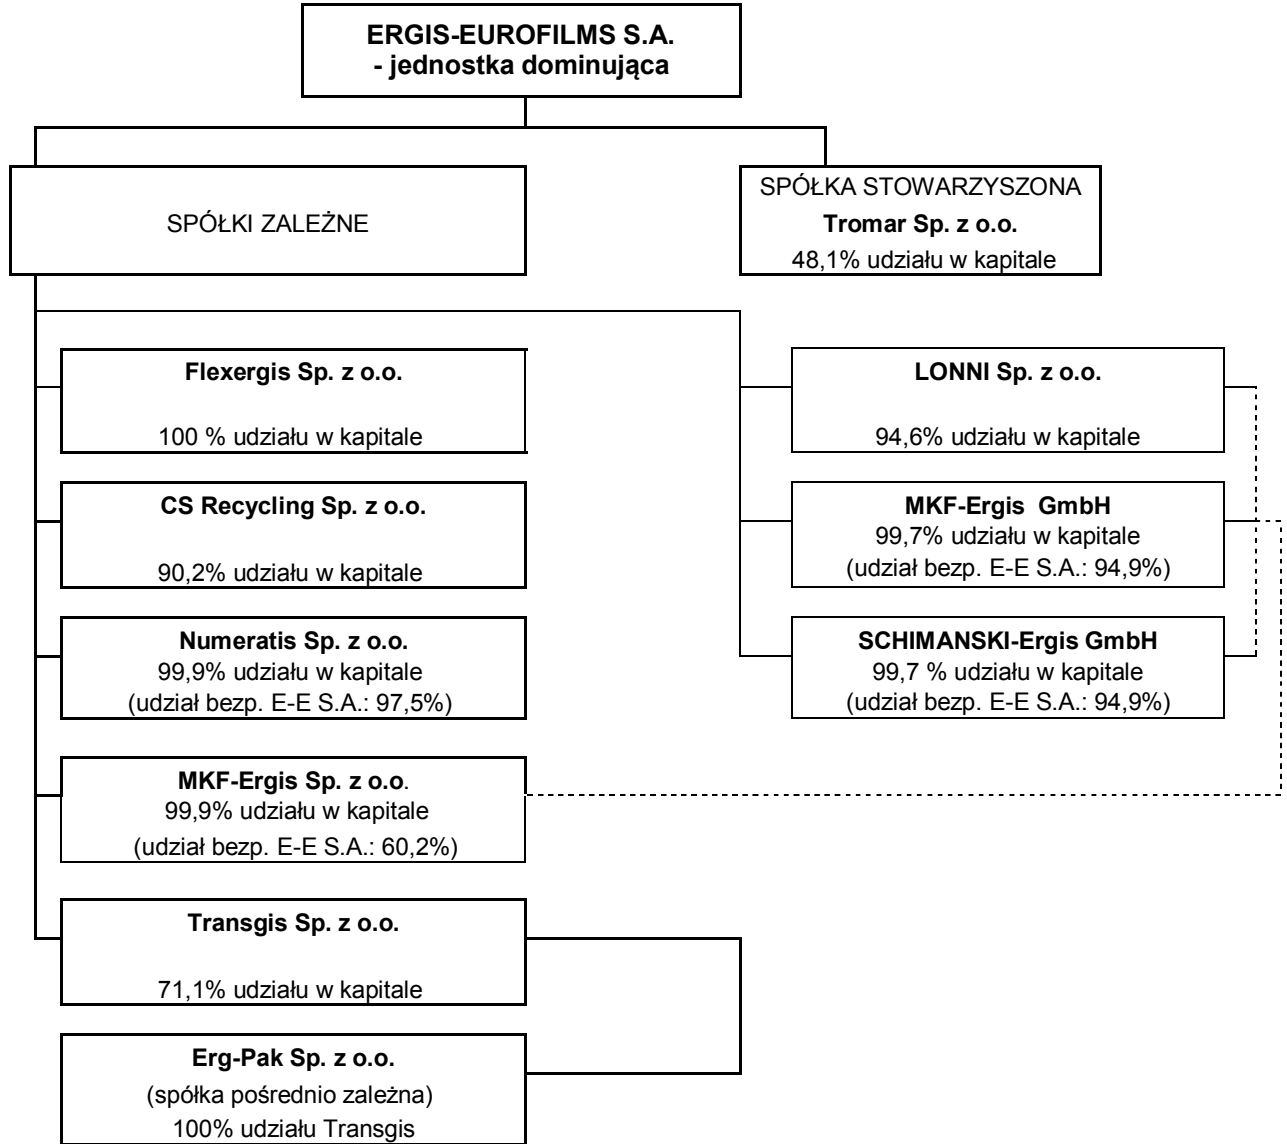 ERGIS-EUROFILMS S.A.
- jednostka dominująca
SPÓŁKI ZALEŻNE
SPÓŁKA STOWARZYSZONA
Tromar Sp. z o.o.
48,1% udziału w kapitale
Flexergis Sp. z o.o.
100 % udziału w kapitale
LONNI Sp. z o.o.
94,6% udziału w kapitale
CS Recycling Sp. z o.o.
90,2% udziału w kapitale
MKF-Ergis GmbH
99,7% udziału w kapitale
(udział bezp. E-E S.A.: 94,9%)
Numeratis Sp. z o.o.
99,9% udziału w kapitale
(udział bezp. E-E S.A.: 97,5%)
SCHIMANSKI-Ergis GmbH
99,7 % udziału w kapitale
(udział bezp. E-E S.A.: 94,9%)
MKF-Ergis Sp. z o.o.
99,9% udziału w kapitale
(udział bezp. E-E S.A.: 60,2%)
Transgis Sp. z o.o.
71,1% udziału w kapitale
Erg-Pak Sp. z o.o.
(spółka pośrednio zależna)
100% udziału Transgis